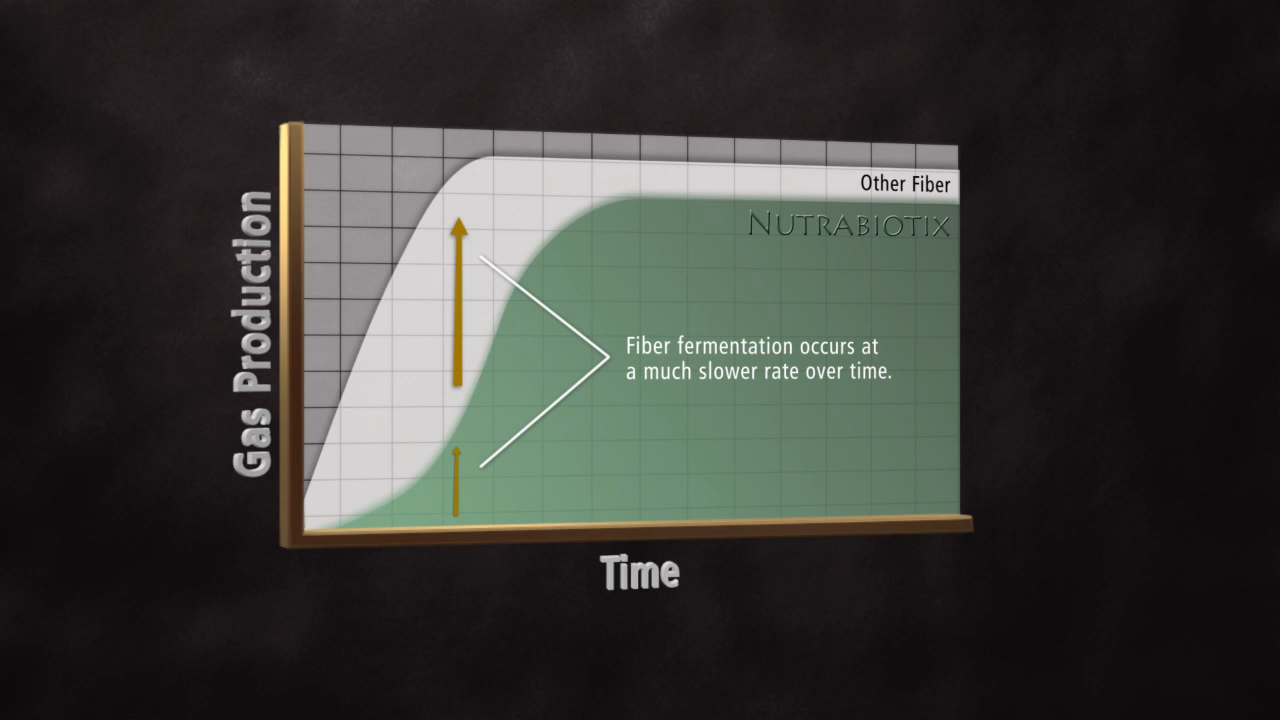 Other Fiber
NUTRABIOTIX
Gas Production
Fiber fermentation occurs at
a much slower rate over time.
Time